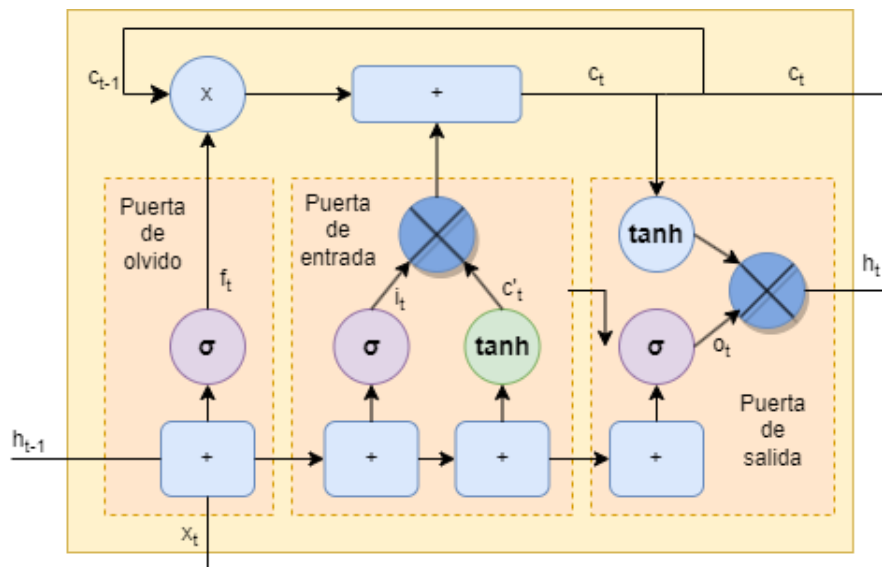 c_{t-1}
x
+
c_t
c_t
Puerta
de
olvido
f_t
σ
+
h_{t-1}
x_t
Puerta
de
entrada
i_t
c'_t
σ
tanh
+
+
tanh
h_t
σ
o_t
+
Puerta
de
salida